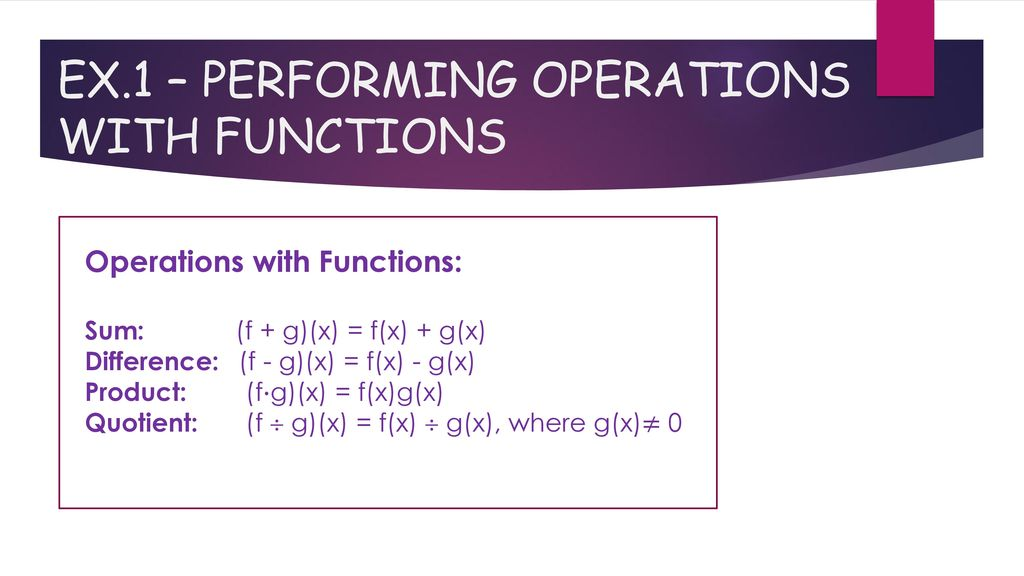 EX.1 – PERFORMING OPERATIONS
WITH FUNCTIONS
Operations with Functions:
Sum: (f + g)(x) = f(x) + g(x)
Difference: (f - g)(x) = f(x) - g(x)
Product: (f·g)(x) = f(x)g(x)
Quotient: (f ÷ g)(x) = f(x) ÷ g(x), where g(x)≠ 0